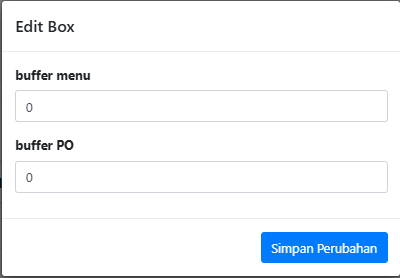 Edit Box
buffer menu
0
buffer PO
0
Simpan Perubahan